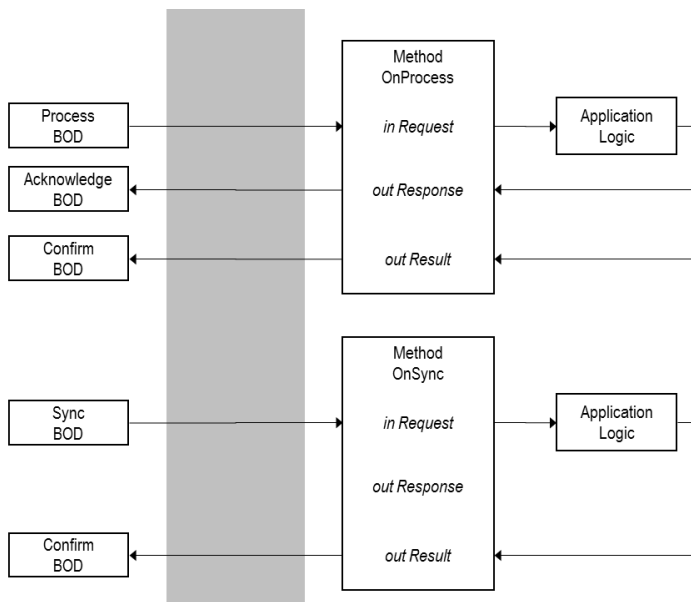 Method
OnProcess
Process
BOD
in Request
Application
Logic
Acknowledge
BOD
out Response
Confirm
BOD
out Result
Method
OnSync
Sync
BOD
in Request
Application
Logic
out Response
Confirm
BOD
out Result